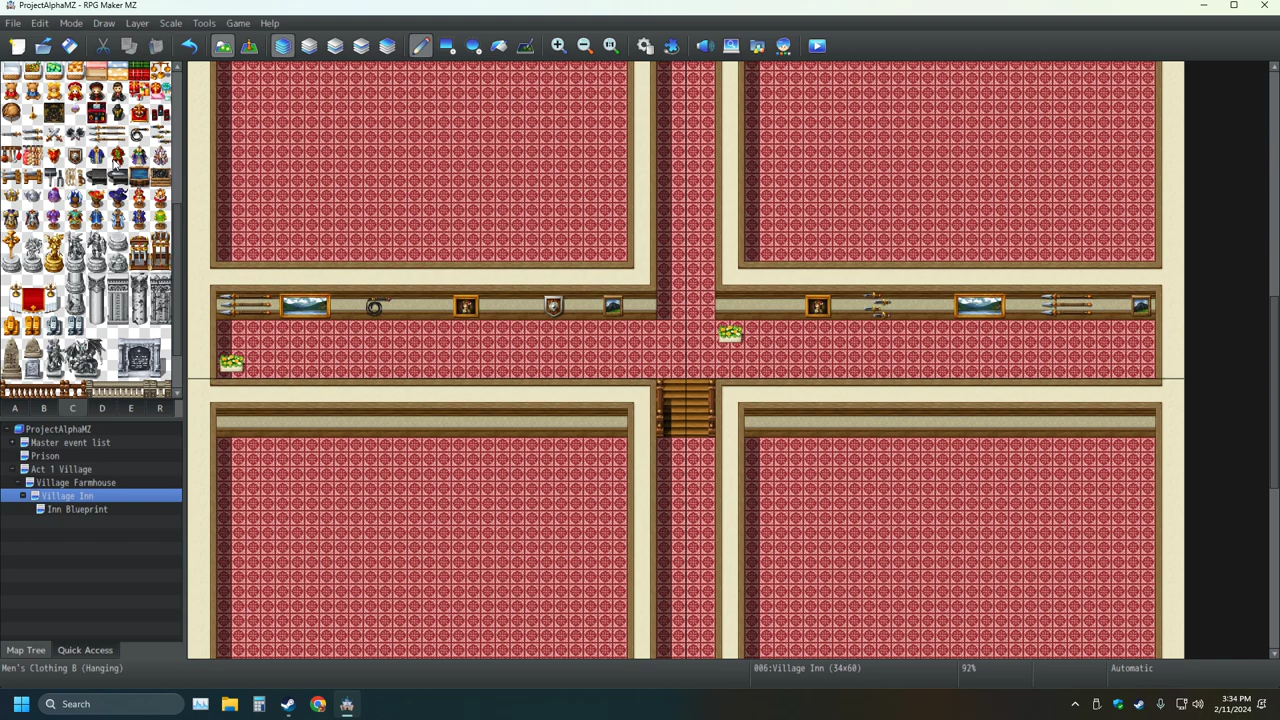 ProjectAlphaMZ - RPG Maker MZ
File Edit Mode Draw Layer Scale Tools Game Help
A B C D E R
ProjectAlphaMZ
Master event list
Prison
Act 1 Village
Village Farmhouse
Village Inn
Inn Blueprint
Map Tree Quick Access
Men's Clothing B (Hanging) 006:Village Inn (34x60) 92% Automatic
Search 3:34 PM
2/11/2024